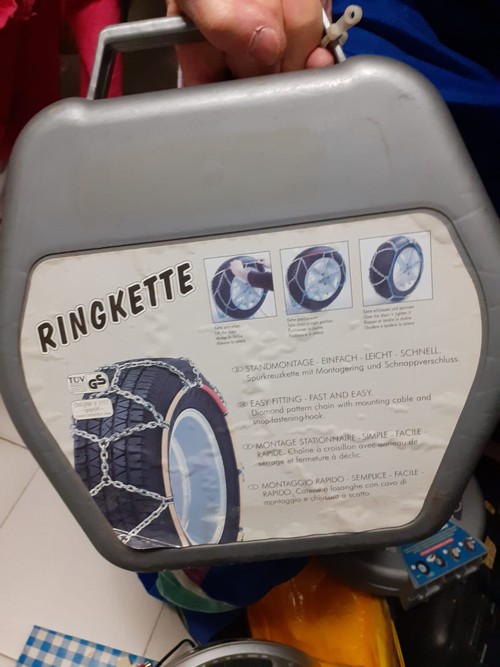 RINGKETTE
TÜV
GS
STANDMONTAGE - EINFACH - LEICHT - SCHNELL.
Spurkreuzkette mit Montagering und Schnappverschluss.
EASY FITTING - FAST AND EASY.
Diamond pattern chain with mounting cable and
snap-fastening-hook.
MONTAGE STATIONNAIRE - SIMPLE - FACILE -
RAPIDE. Chaîne à croisillon avec anneau de
serrage et fermeture à déclic.
MONTAGGIO RAPIDO - SEMPLICE - FACILE -
RAPIDO. Catene a losanghe con cavo di
montaggio e chiusura a scatto.